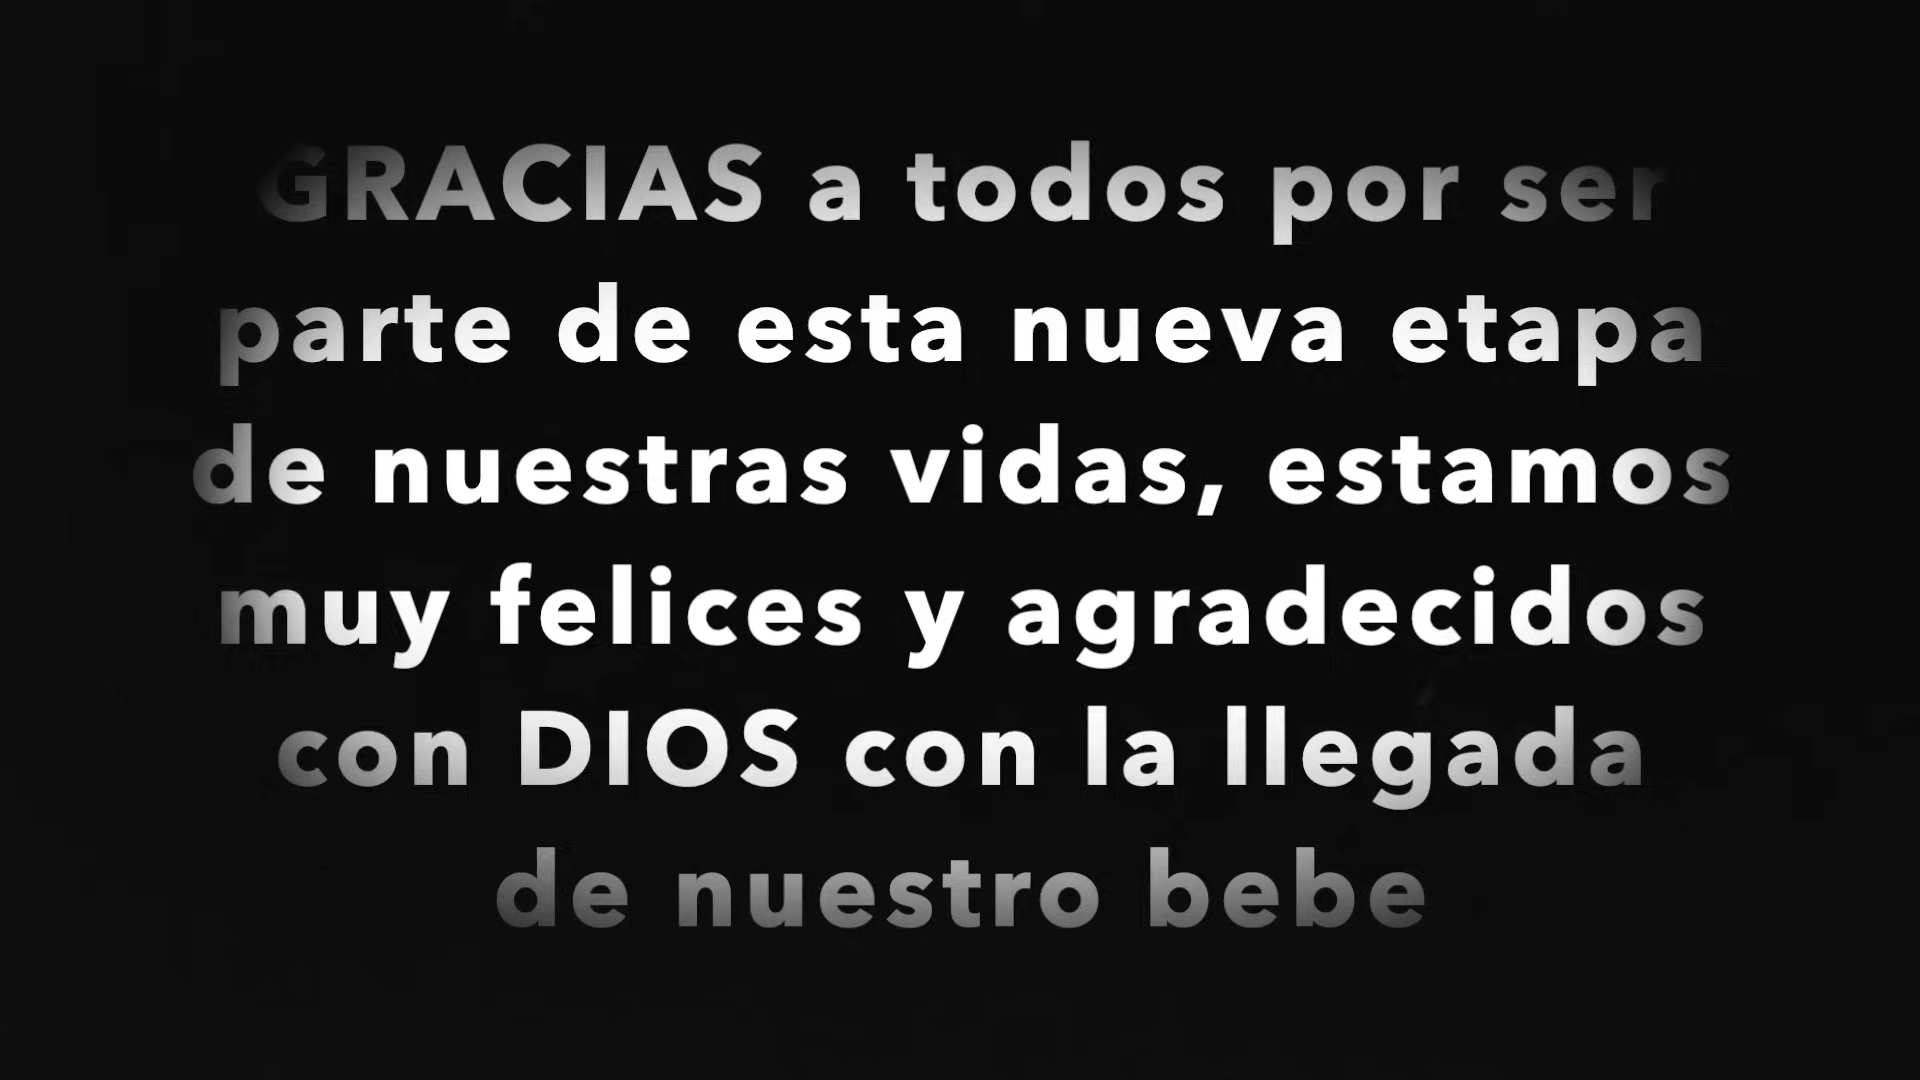 GRACIAS a todos por ser
parte de esta nueva etapa
de nuestras vidas, estamos
muy felices y agradecidos
con DIOS con la llegada
de nuestro bebe